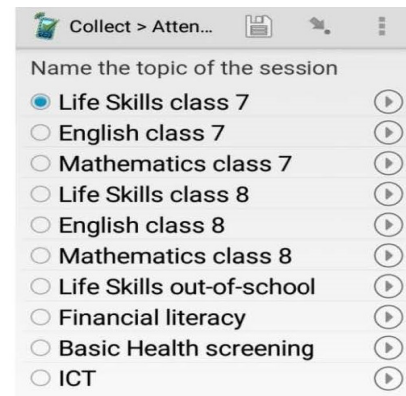 Collect > Atten...
Name the topic of the session
Life Skills class 7
English class 7
Mathematics class 7
Life Skills class 8
English class 8
Mathematics class 8
Life Skills out-of-school
Financial literacy
Basic Health screening
ICT